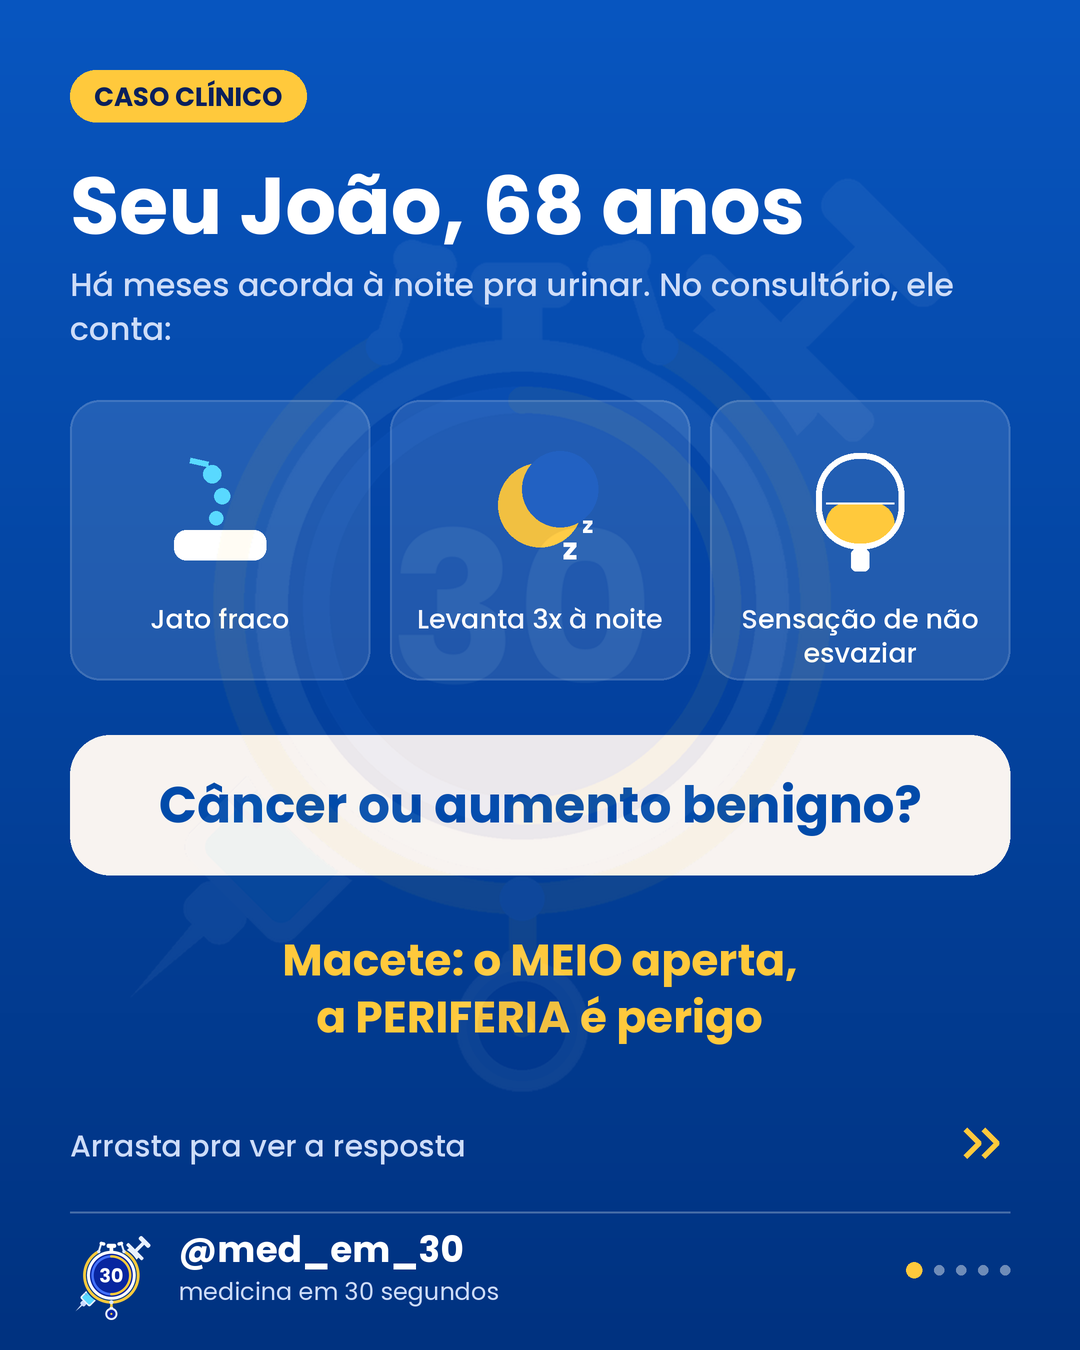 CASO CLÍNICO
Seu João, 68 anos
Há meses acorda à noite pra urinar. No consultório, ele
conta:
z
z
Jato fraco
Levanta 3x à noite
Sensação de não
esvaziar
30
Câncer ou aumento benigno?
Macete: o MEIO aperta,
a PERIFERIA é perigo
Arrasta pra ver a resposta
30
@med_em_30
medicina em 30 segundos